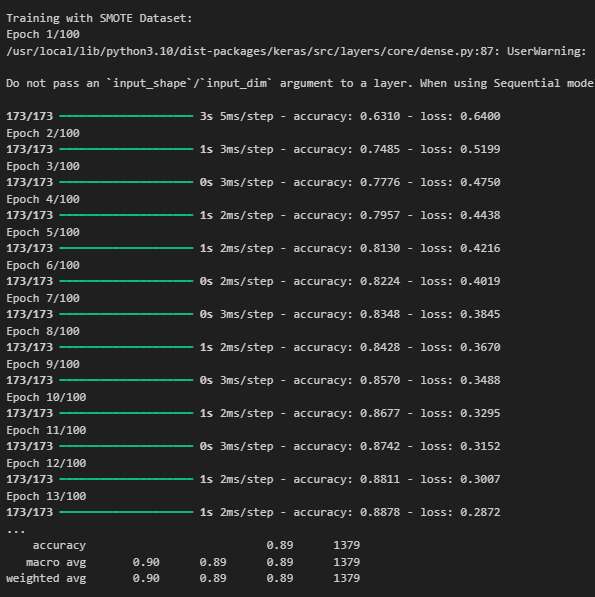 Training with SMOTE Dataset:
Epoch 1/100
/usr/local/lib/python3.10/dist-packages/keras/src/layers/core/dense.py:87: UserWarning:
Do not pass an `input_shape`/`input_dim` argument to a layer. When using Sequential mode
173/173 ━━━━━━━━━━━━━━━━━━━━ 3s 5ms/step - accuracy: 0.6310 - loss: 0.6400
Epoch 2/100
173/173 ━━━━━━━━━━━━━━━━━━━━ 1s 3ms/step - accuracy: 0.7485 - loss: 0.5199
Epoch 3/100
173/173 ━━━━━━━━━━━━━━━━━━━━ 0s 3ms/step - accuracy: 0.7776 - loss: 0.4750
Epoch 4/100
173/173 ━━━━━━━━━━━━━━━━━━━━ 1s 2ms/step - accuracy: 0.7957 - loss: 0.4438
Epoch 5/100
173/173 ━━━━━━━━━━━━━━━━━━━━ 1s 2ms/step - accuracy: 0.8130 - loss: 0.4216
Epoch 6/100
173/173 ━━━━━━━━━━━━━━━━━━━━ 0s 2ms/step - accuracy: 0.8224 - loss: 0.4019
Epoch 7/100
173/173 ━━━━━━━━━━━━━━━━━━━━ 0s 3ms/step - accuracy: 0.8348 - loss: 0.3845
Epoch 8/100
173/173 ━━━━━━━━━━━━━━━━━━━━ 1s 2ms/step - accuracy: 0.8428 - loss: 0.3670
Epoch 9/100
173/173 ━━━━━━━━━━━━━━━━━━━━ 0s 3ms/step - accuracy: 0.8570 - loss: 0.3488
Epoch 10/100
173/173 ━━━━━━━━━━━━━━━━━━━━ 1s 2ms/step - accuracy: 0.8677 - loss: 0.3295
Epoch 11/100
173/173 ━━━━━━━━━━━━━━━━━━━━ 0s 3ms/step - accuracy: 0.8742 - loss: 0.3152
Epoch 12/100
173/173 ━━━━━━━━━━━━━━━━━━━━ 1s 2ms/step - accuracy: 0.8811 - loss: 0.3007
Epoch 13/100
173/173 ━━━━━━━━━━━━━━━━━━━━ 1s 2ms/step - accuracy: 0.8878 - loss: 0.2872
...
accuracy 0.89 1379
macro avg 0.90 0.89 0.89 1379
weighted avg 0.90 0.89 0.89 1379